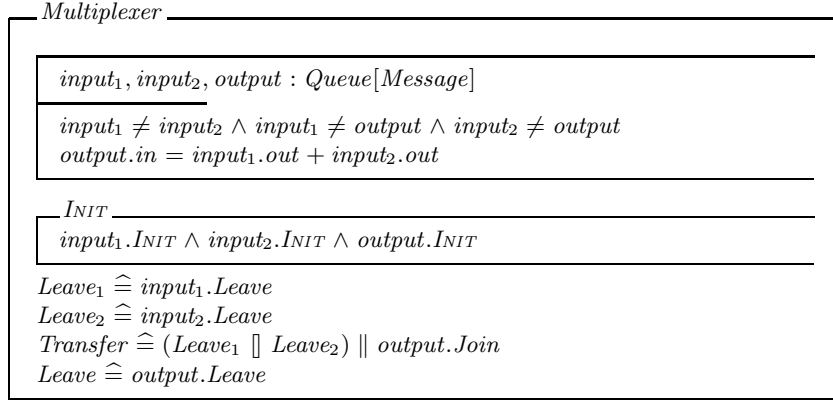 Multiplexer
input₁, input₂, output : Queue[Message]
input₁ ≠ input₂ ∧ input₁ ≠ output ∧ input₂ ≠ output
output.in = input₁.out + input₂.out
INIT
input₁.INIT ∧ input₂.INIT ∧ output.INIT
Leave₁ ≙ input₁.Leave
Leave₂ ≙ input₂.Leave
Transfer ≙ (Leave₁ [] Leave₂) ∥ output.Join
Leave ≙ output.Leave